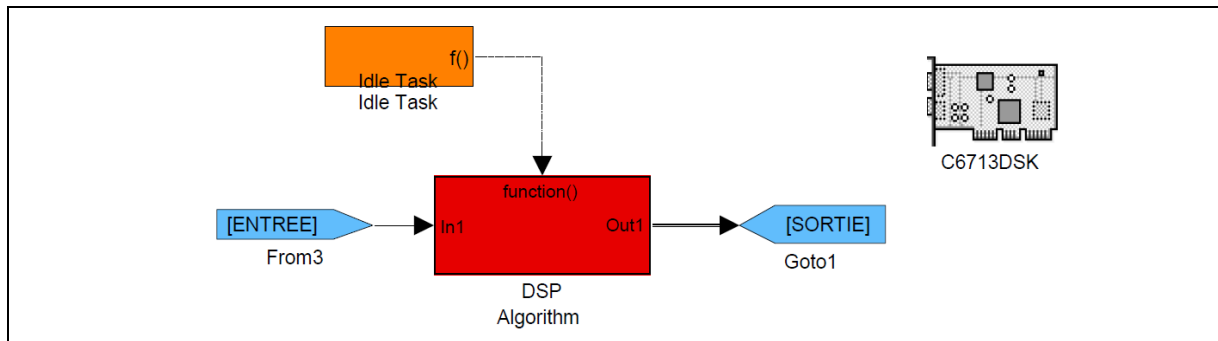 f()
Idle Task
Idle Task
C6713DSK
function()
[ENTREE]
In1
Out1
[SORTIE]
From3
Goto1
DSP
Algorithm